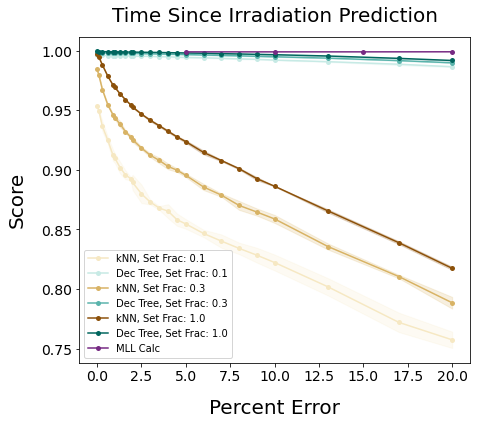 Time Since Irradiation Prediction
Score
1.00
0.95
0.90
0.85
0.80
0.75
kNN, Set Frac: 0.1
Dec Tree, Set Frac: 0.1
kNN, Set Frac: 0.3
Dec Tree, Set Frac: 0.3
kNN, Set Frac: 1.0
Dec Tree, Set Frac: 1.0
MLL Calc
0.0 2.5 5.0 7.5 10.0 12.5 15.0 17.5 20.0
Percent Error